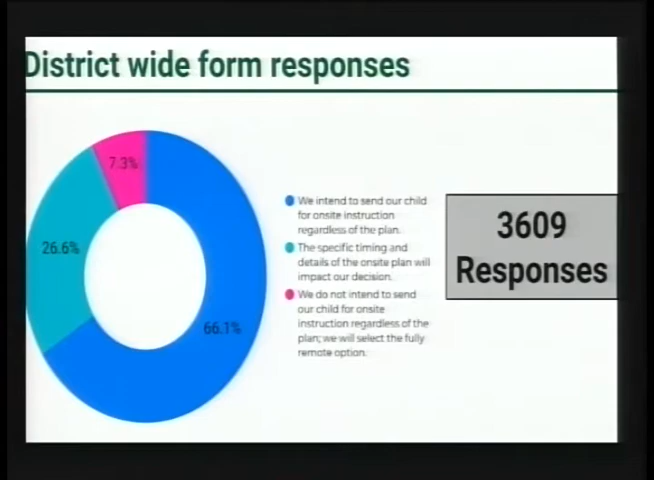 District wide form responses
7.3%
26.6%
66.1%
We intend to send our child
for onsite instruction
regardless of the plan.
The specific timing and
details of the onsite plan will
impact our decision.
We do not intend to send
our child for onsite
instruction regardless of the
plan; we will select the fully
remote option.
3609
Responses